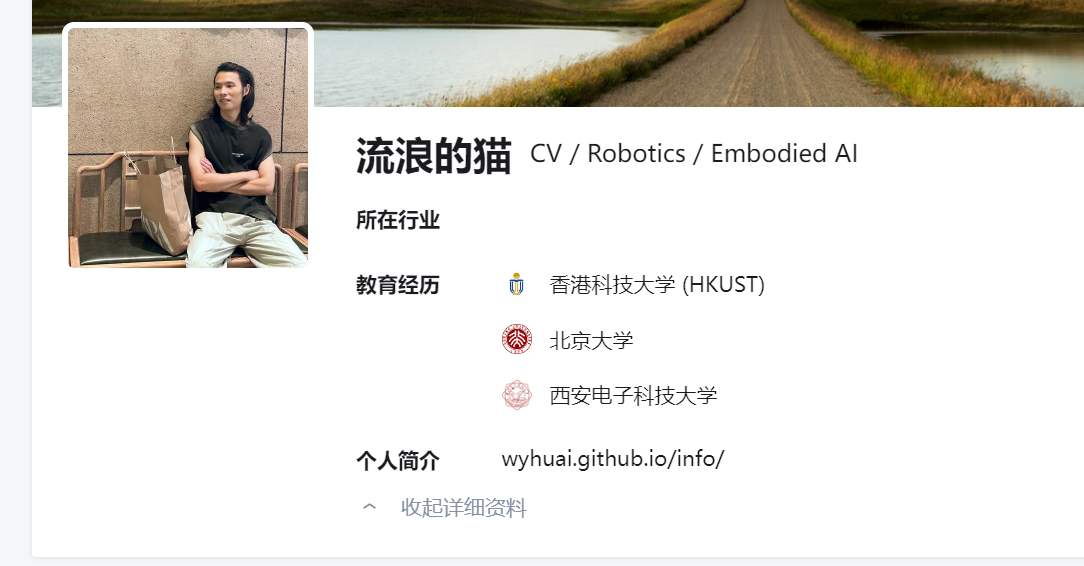 流浪的猫 CV / Robotics / Embodied AI
所在行业
教育经历 香港科技大学 (HKUST)
北京大学
西安电子科技大学
个人简介 wyhuai.github.io/info/
收起详细资料